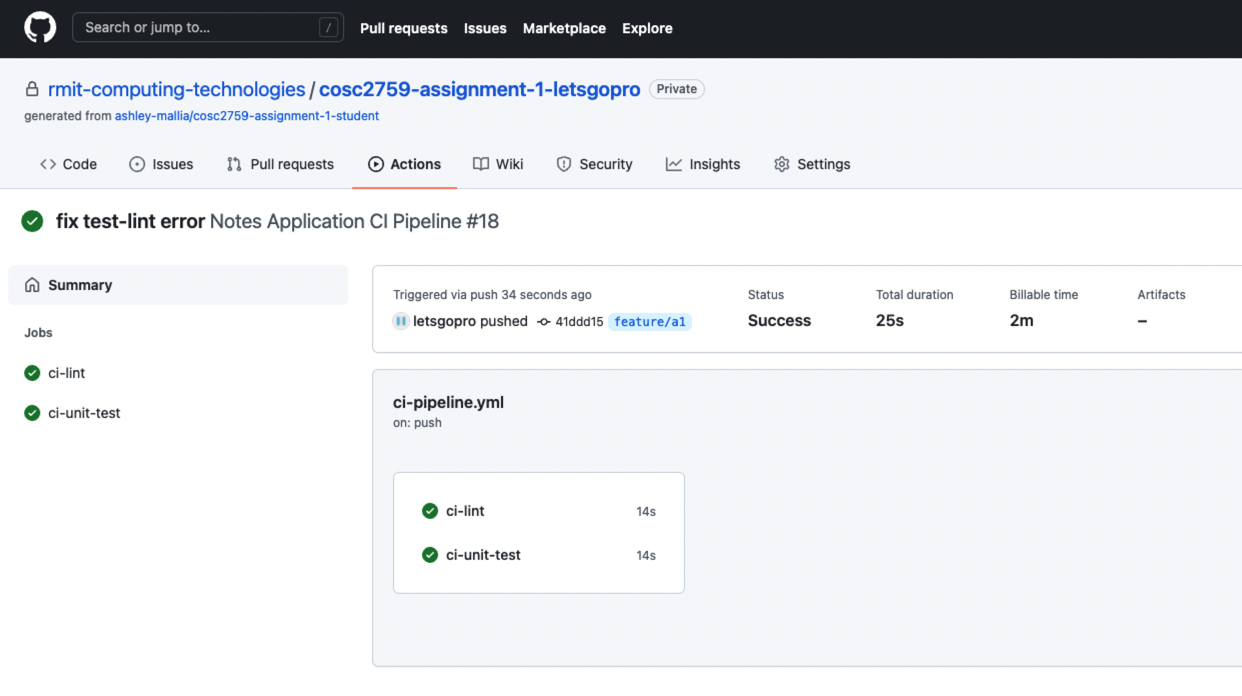 Search or jump to... /
Pull requests Issues Marketplace Explore
rmit-computing-technologies / cosc2759-assignment-1-letsgopro Private
generated from ashley-mallia/cosc2759-assignment-1-student
Code Issues Pull requests Actions Wiki Security Insights Settings
fix test-lint error Notes Application CI Pipeline #18
Summary
Jobs
ci-lint
ci-unit-test
Triggered via push 34 seconds ago
letsgopro pushed 41ddd15 feature/a1
Status
Success
Total duration
25s
Billable time
2m
Artifacts
–
ci-pipeline.yml
on: push
ci-lint 14s
ci-unit-test 14s